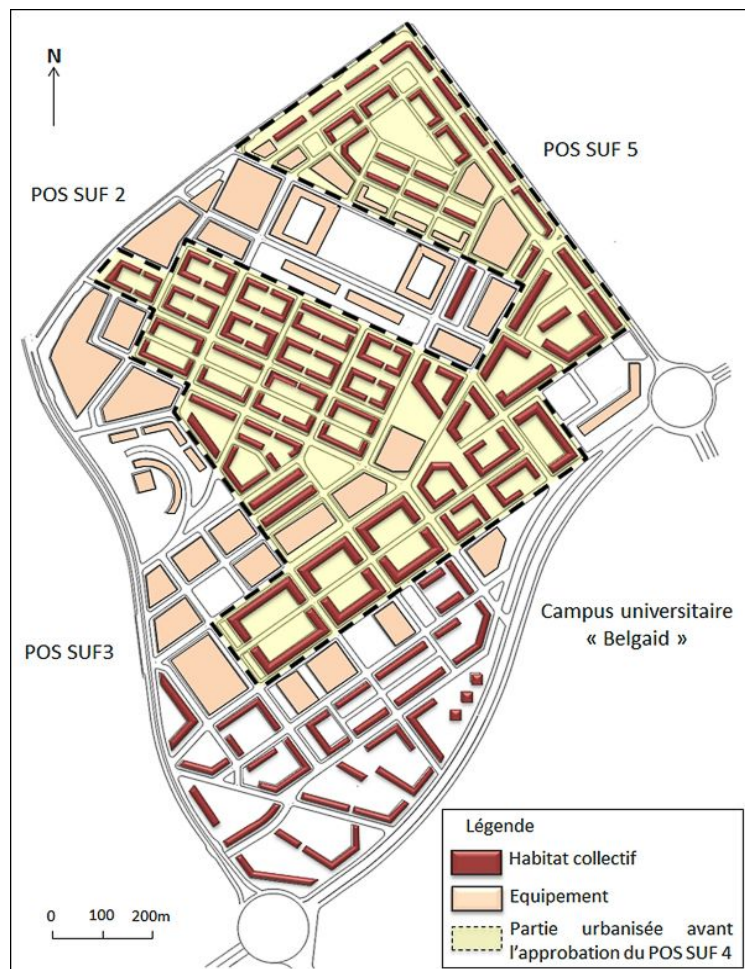 N
POS SUF 5
POS SUF 2
Campus universitaire
« Belgaid »
POS SUF3
Légende
Habitat collectif
Equipement
Partie urbanisée avant
l'approbation du POS SUF 4
0 100 200m